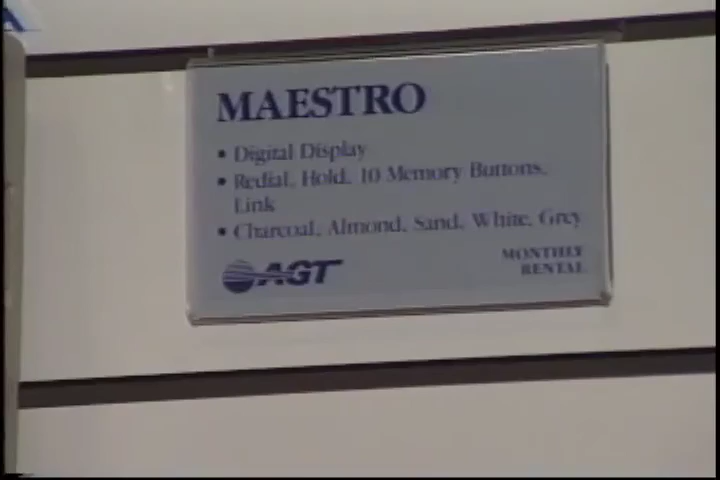 MAESTRO
• Digital Display
• Redial, Hold, 10 Memory Buttons,
Link
• Charcoal, Almond, Sand, White, Grey
MONTHLY
RENTAL
AGT